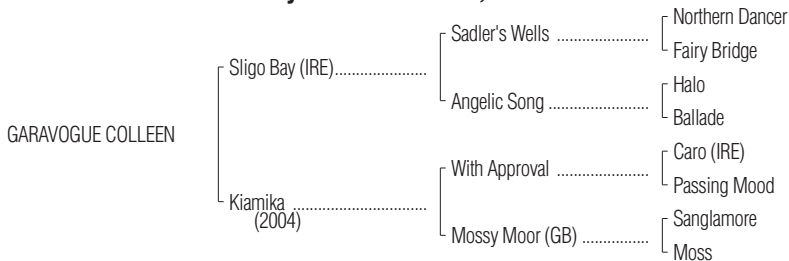 Northern Dancer
Sadler's Wells ........................
Fairy Bridge
Sligo Bay (IRE)........................
Halo
Angelic Song ..........................
Ballade
GARAVOGUE COLLEEN
Caro (IRE)
With Approval ........................
Passing Mood
Kiamika ...................................
(2004)
Sanglamore
Mossy Moor (GB) .................
Moss